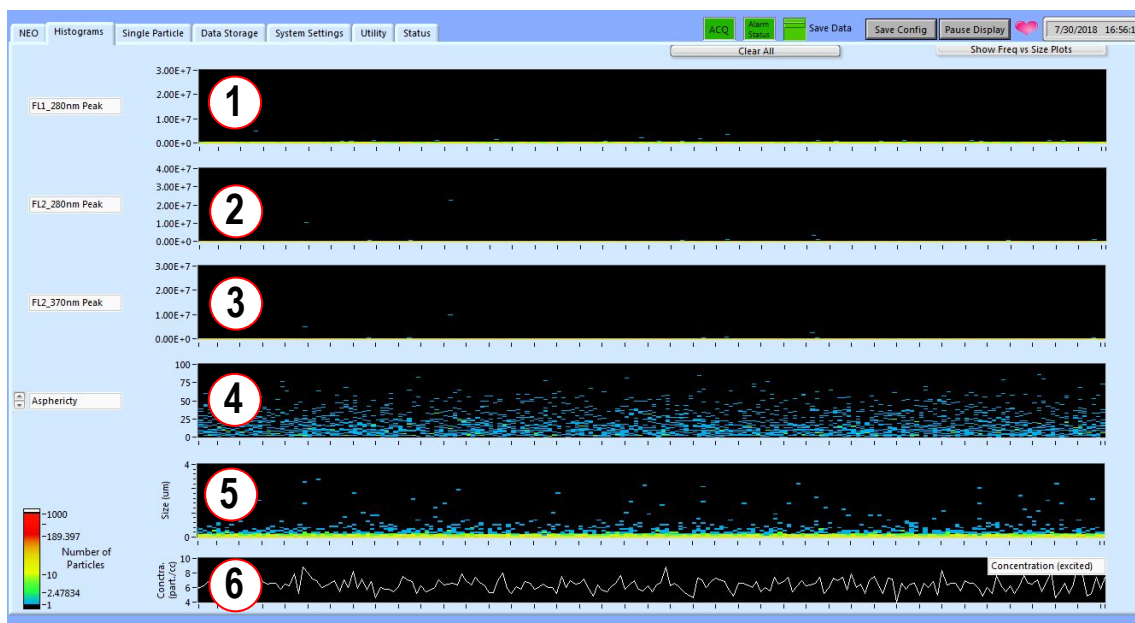 NEO Histograms Single Particle Data Storage System Settings Utility Status ACQ Alarm Status Save Data Save Config Pause Display 7/30/2018 16:56:1
Clear All Show Freq vs Size Plots
FL1_280nm Peak
3.00E+7
2.00E+7
1.00E+7
0.00E+0
1
FL2_280nm Peak
4.00E+7
3.00E+7
2.00E+7
1.00E+7
0.00E+0
2
FL2_370nm Peak
3.00E+7
2.00E+7
1.00E+7
0.00E+0
3
Asphericty
100
75
50
25
0
4
Size (um)
4
0
5
1000
189.397
Number of
Particles
10
2.47834
1
Conctra.
(part./cc)
10
8
6
4
6
Concentration (excited)